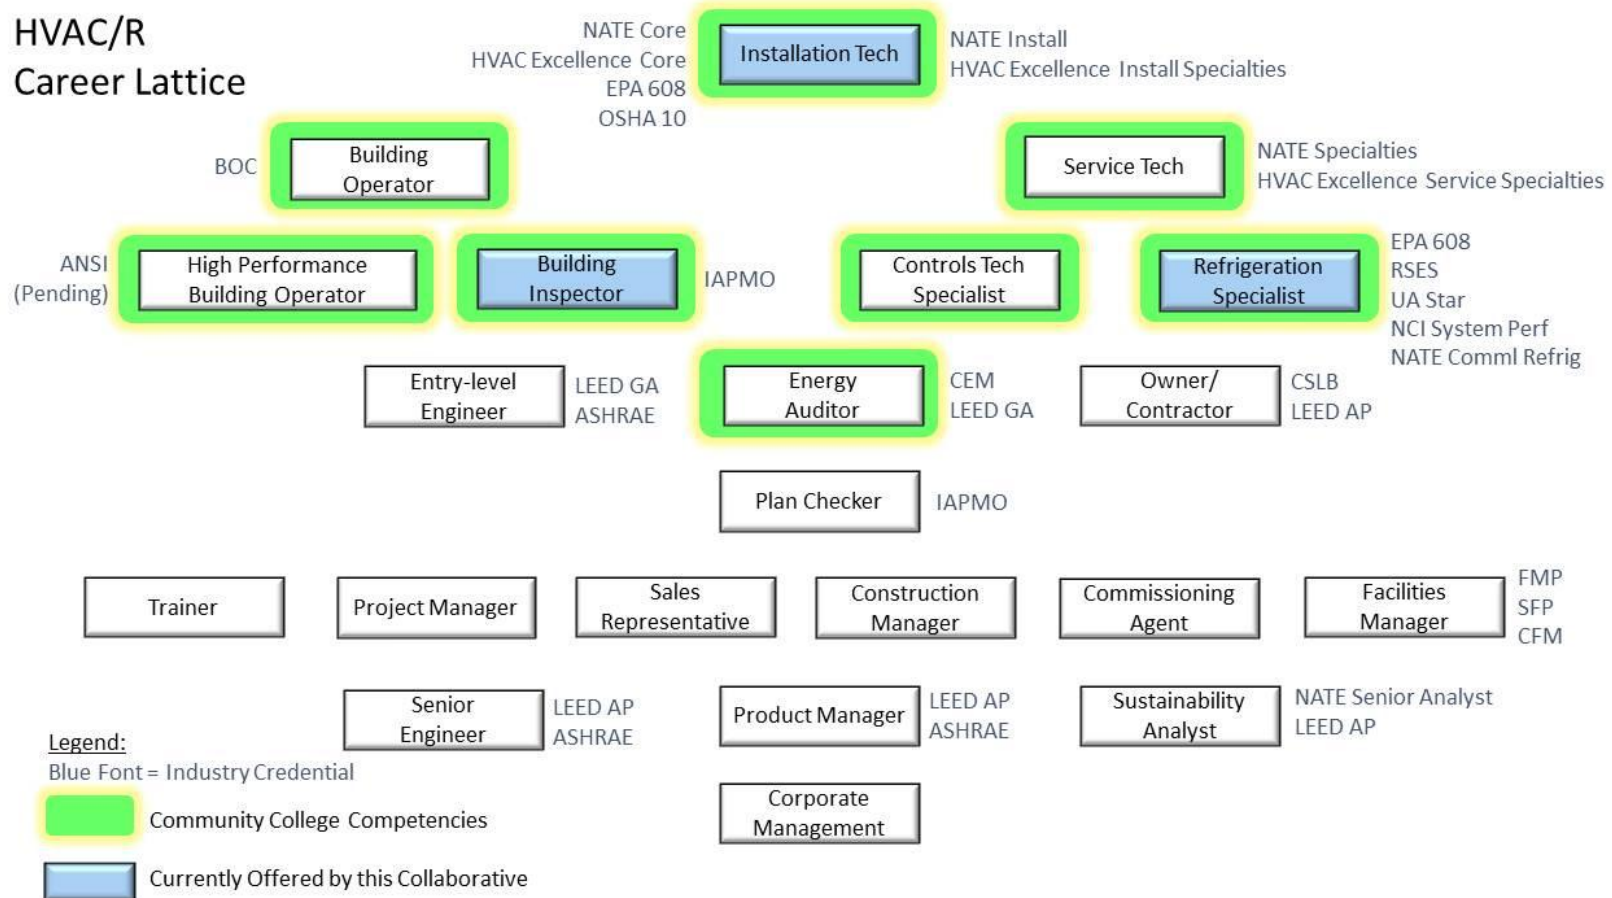 HVAC/R
Career Lattice
NATE Core
HVAC Excellence Core
EPA 608
OSHA 10
Installation Tech
NATE Install
HVAC Excellence Install Specialties
BOC
Building
Operator
Service Tech
NATE Specialties
HVAC Excellence Service Specialties
ANSI
(Pending)
High Performance
Building Operator
Building
Inspector
IAPMO
Controls Tech
Specialist
Refrigeration
Specialist
EPA 608
RSES
UA Star
NCI System Perf
NATE Comml Refrig
Entry-level
Engineer
LEED GA
ASHRAE
Energy
Auditor
CEM
LEED GA
Owner/
Contractor
CSLB
LEED AP
Plan Checker
IAPMO
Trainer
Project Manager
Sales
Representative
Construction
Manager
Commissioning
Agent
Facilities
Manager
FMP
SFP
CFM
Senior
Engineer
LEED AP
ASHRAE
Product Manager
LEED AP
ASHRAE
Sustainability
Analyst
NATE Senior Analyst
LEED AP
Corporate
Management
Legend:
Blue Font = Industry Credential
Community College Competencies
Currently Offered by this Collaborative